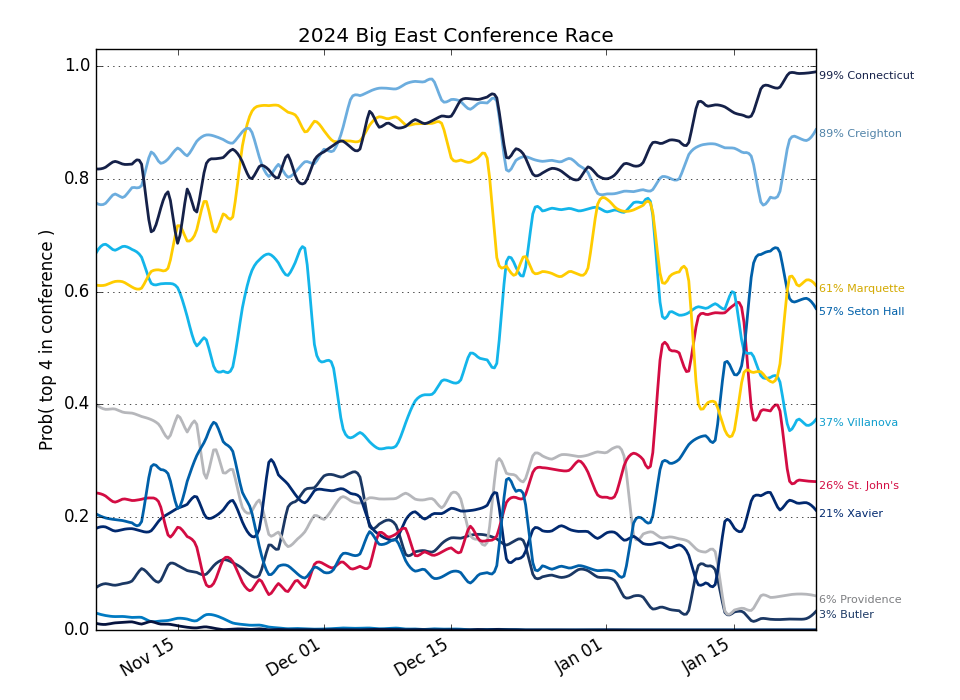 2024 Big East Conference Race
Prob( top 4 in conference )
1.0
0.8
0.6
0.4
0.2
0.0
Nov 15
Dec 01
Dec 15
Jan 01
Jan 15
99% Connecticut
89% Creighton
61% Marquette
57% Seton Hall
37% Villanova
26% St. John's
21% Xavier
6% Providence
3% Butler